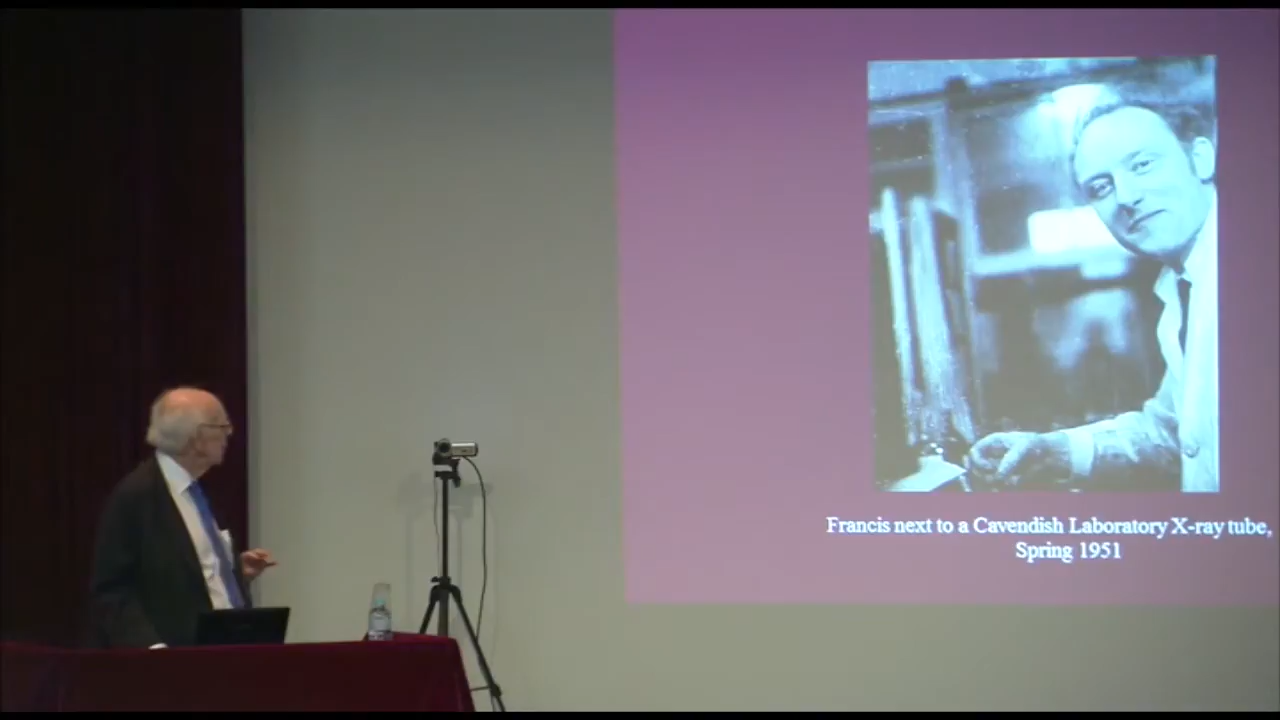 Francis next to a Cavendish Laboratory X-ray tube,
Spring 1951